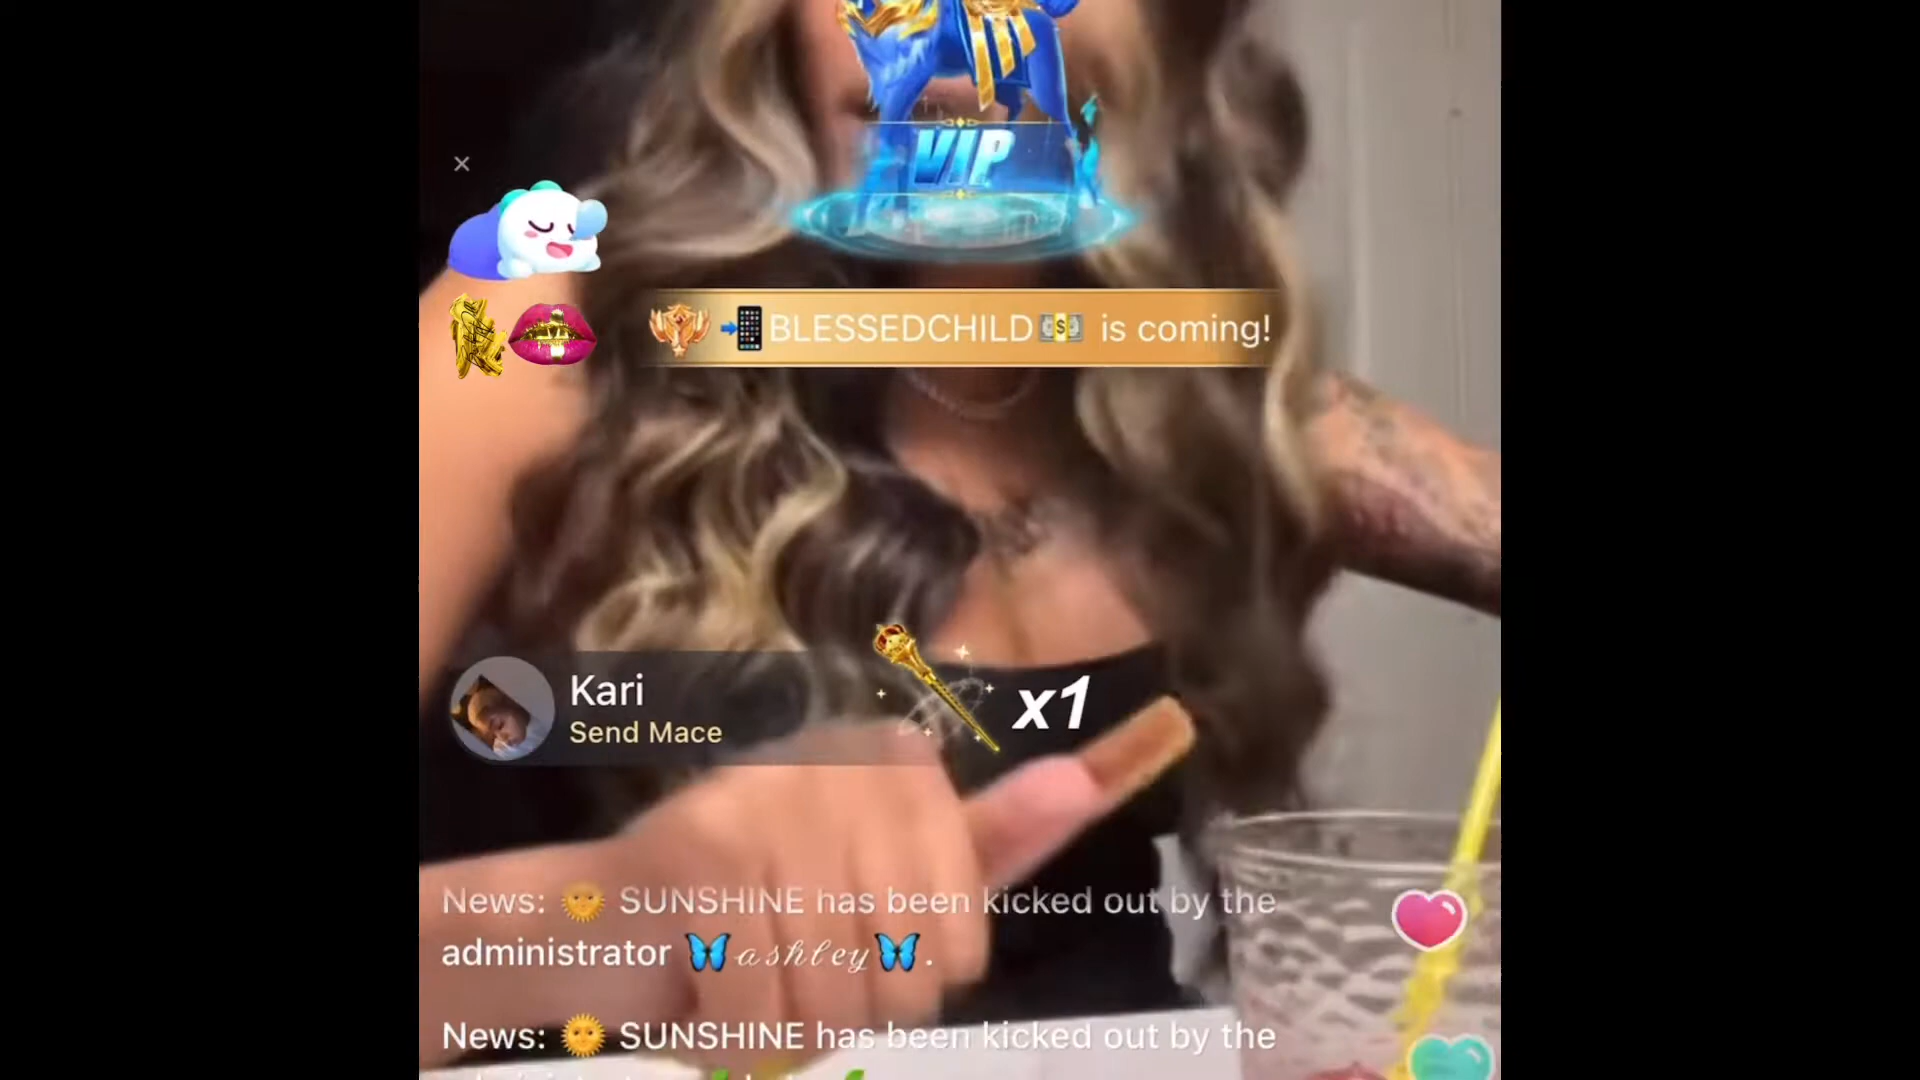 VIP
BLESSEDCHILD💵 is coming!
Kari
Send Mace
x1
News: 🌞 SUNSHINE has been kicked out by the
administrator 🦋𝒶𝓈𝒽𝓁ℯ𝓎🦋.
News: 🌞 SUNSHINE has been kicked out by the